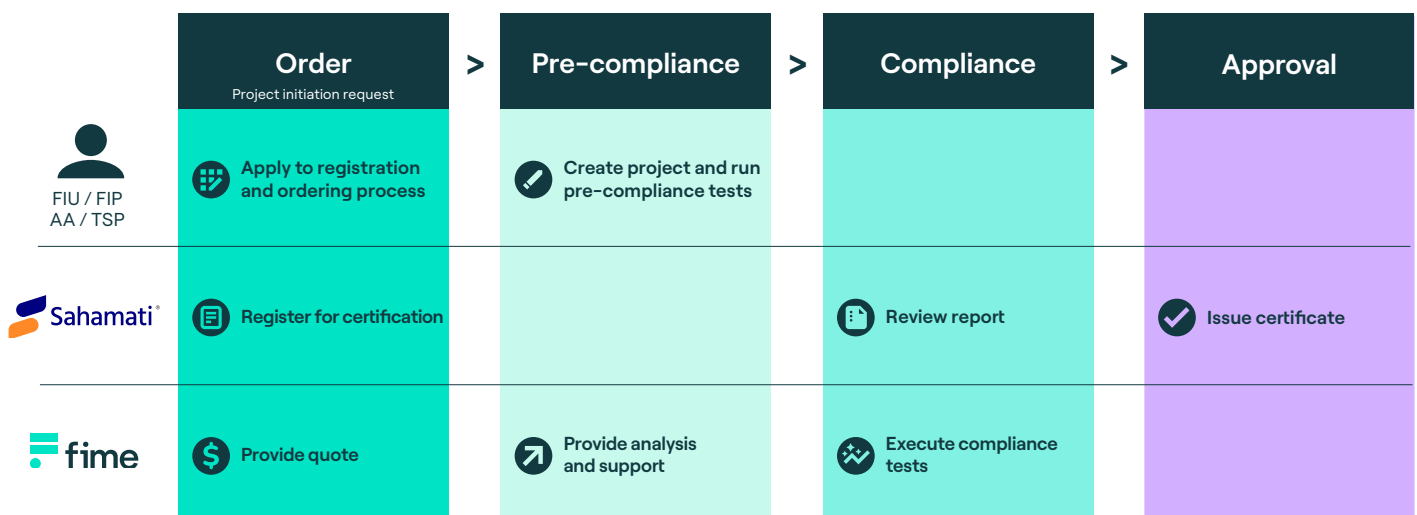 Order
Project initiation request
>
Pre-compliance
>
Compliance
>
Approval
FIU / FIP
AA / TSP
Apply to registration
and ordering process
Create project and run
pre-compliance tests
Sahamati®
Register for certification
Review report
Issue certificate
fime
$
Provide quote
Provide analysis
and support
Execute compliance
tests